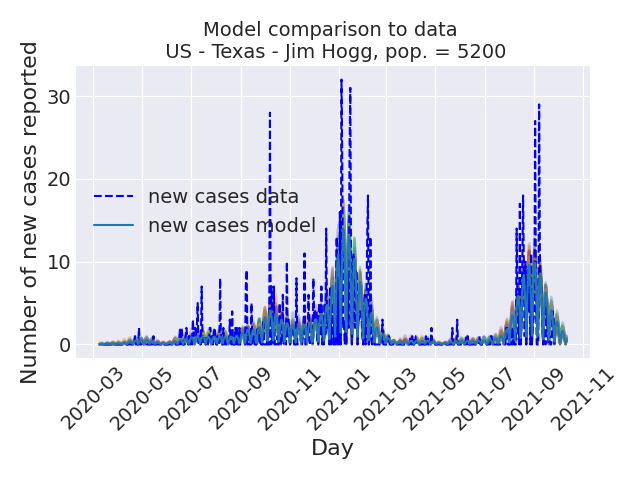 Model comparison to data
US - Texas - Jim Hogg, pop. = 5200
Number of new cases reported
30
20
10
0
new cases data
new cases model
2020-03
2020-05
2020-07
2020-09
2020-11
2021-01
2021-03
2021-05
2021-07
2021-09
2021-11
Day